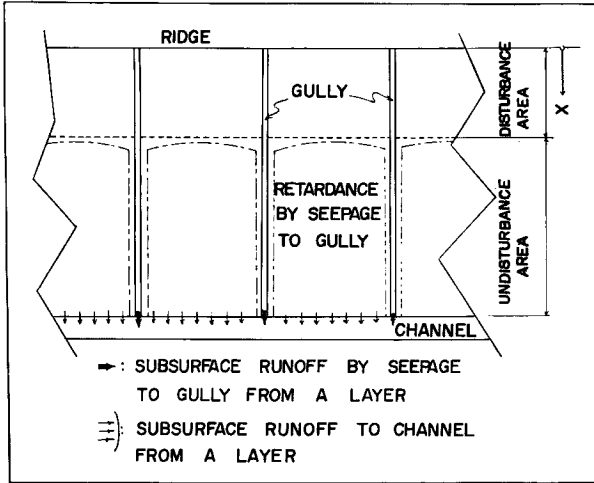 RIDGE
GULLY
DISTURBANCE
AREA
X
RETARDANCE
BY SEEPAGE
TO GULLY
UNDISTURBANCE
AREA
CHANNEL
: SUBSURFACE RUNOFF BY SEEPAGE
TO GULLY FROM A LAYER
: SUBSURFACE RUNOFF TO CHANNEL
FROM A LAYER